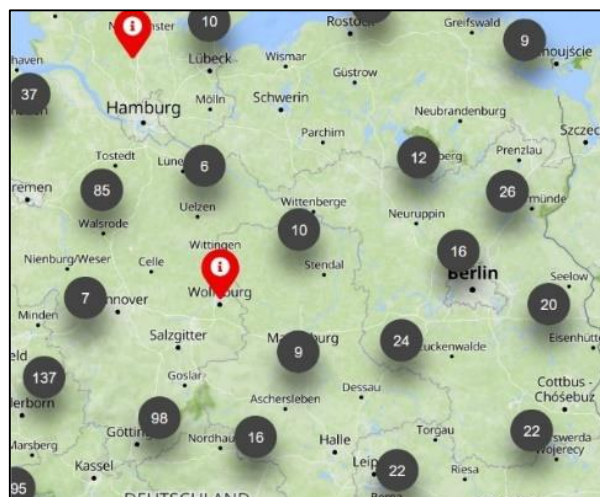 10
Rostock
9
Greifswald
Lübeck
Wismar
Güstrow
37
Hamburg
Mölln
Schwerin
Neubrandenburg
Parchim
Tostedt
6
12
Prenzlau
85
26
Uelzen
Wittenberge
Neuruppin
Walsrode
10
Wittingen
16
Nienburg/Weser
Celle
Stendal
Berlin
Seelow
7
20
Minden
Salzgitter
24
9
137
Goslar
Dessau
Cottbus -
Chóśebuz
Aschersleben
98
16
Torgau
22
Halle
Marsberg
Kassel
22
Riesa
95
DEUTSCHLAND